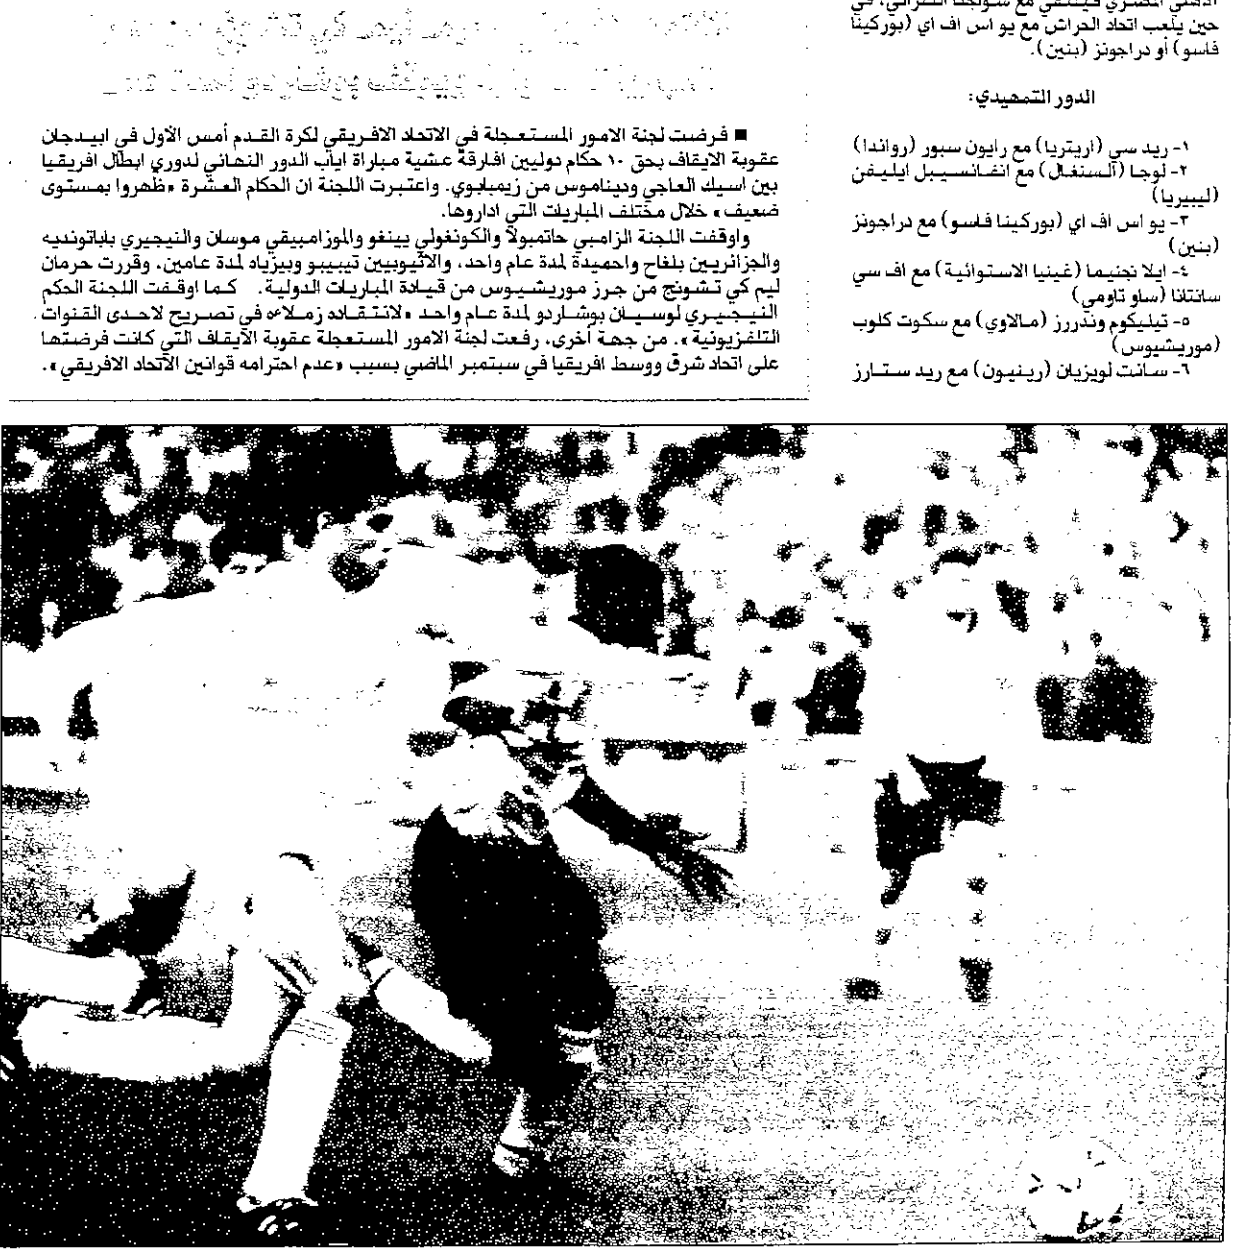 حين يلعب اتحاد الحراش مع يو اس اف اي (بوركينا
فاسو) أو دراجونز (بنين).
الدور التمهيدي:
١- ريد سي (اريتريا) مع رايون سبور (رواندا)
٢- لوجا (السنغال) مع انفانسيبل ايليفن
(ليبيريا)
٣- يو اس اف اي (بوركينا فاسو) مع دراجونز
(بنين)
٤- ايلا نجنيما (غينيا الاستوائية) مع اف سي
سانتانا (ساو تاومي)
٥- تيليكوم وندررز (مالاوي) مع سكوت كلوب
(موريشيوس)
٦- سانت لويزيان (رينيون) مع ريد ستارز
■ فرضت لجنة الامور المستعجلة في الاتحاد الافريقي لكرة القدم أمس الاول في ابيدجان
عقوبة الايقاف بحق ١٠ حكام دوليين افارقة عشية مباراة اياب الدور النهائي لدوري ابطال افريقيا
بين اسيك العاجي وديناموس من زيمبابوي. واعتبرت اللجنة ان الحكام العشرة «ظهروا بمستوى
ضعيف» خلال مختلف المباريات التي اداروها.
واوقفت اللجنة الزامبي حاتمبولا والكونغولي يينغو والموزامبيقي موسان والنيجيري باباتونديه
والجزائريين بلفاح واحميدة لمدة عام واحد، والاثيوبيين تيبيبو وبيزياد لمدة عامين، وقررت حرمان
ليم كي تشونج من جزر موريشيوس من قيادة المباريات الدولية. كما اوقفت اللجنة الحكم
النيجيري لوسيان بوشاردو لمدة عام واحد «لانتقاده زملاءه في تصريح لاحدى القنوات
التلفزيونية». من جهة اخرى، رفعت لجنة الامور المستعجلة عقوبة الايقاف التي كانت فرضتها
على اتحاد شرق ووسط افريقيا في سبتمبر الماضي بسبب «عدم احترامه قوانين الاتحاد الافريقي».